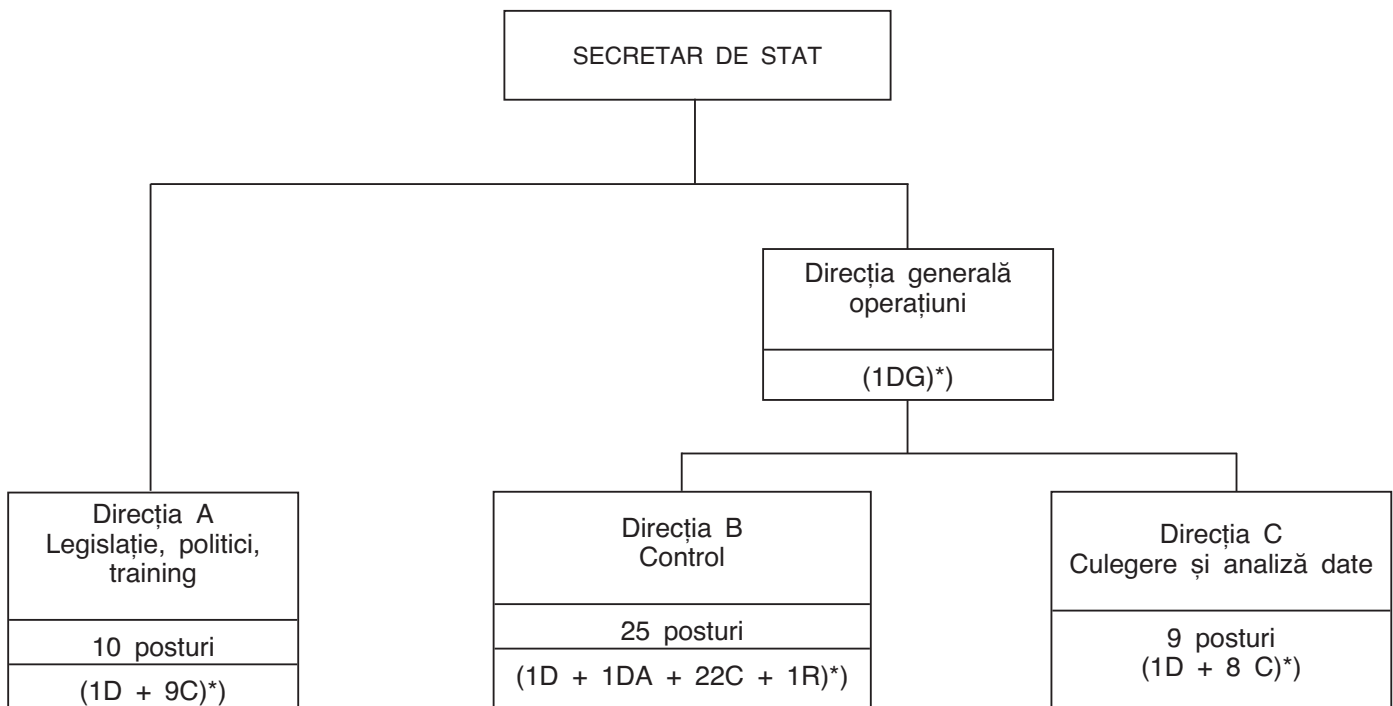 SECRETAR DE STAT
Direcția generală
operațiuni
(1DG)*)
Direcția A
Legislație, politici,
training
10 posturi
(1D + 9C)*)
Direcția B
Control
25 posturi
(1D + 1DA + 22C + 1R)*)
Direcția C
Culegere și analiză date
9 posturi
(1D + 8 C)*)